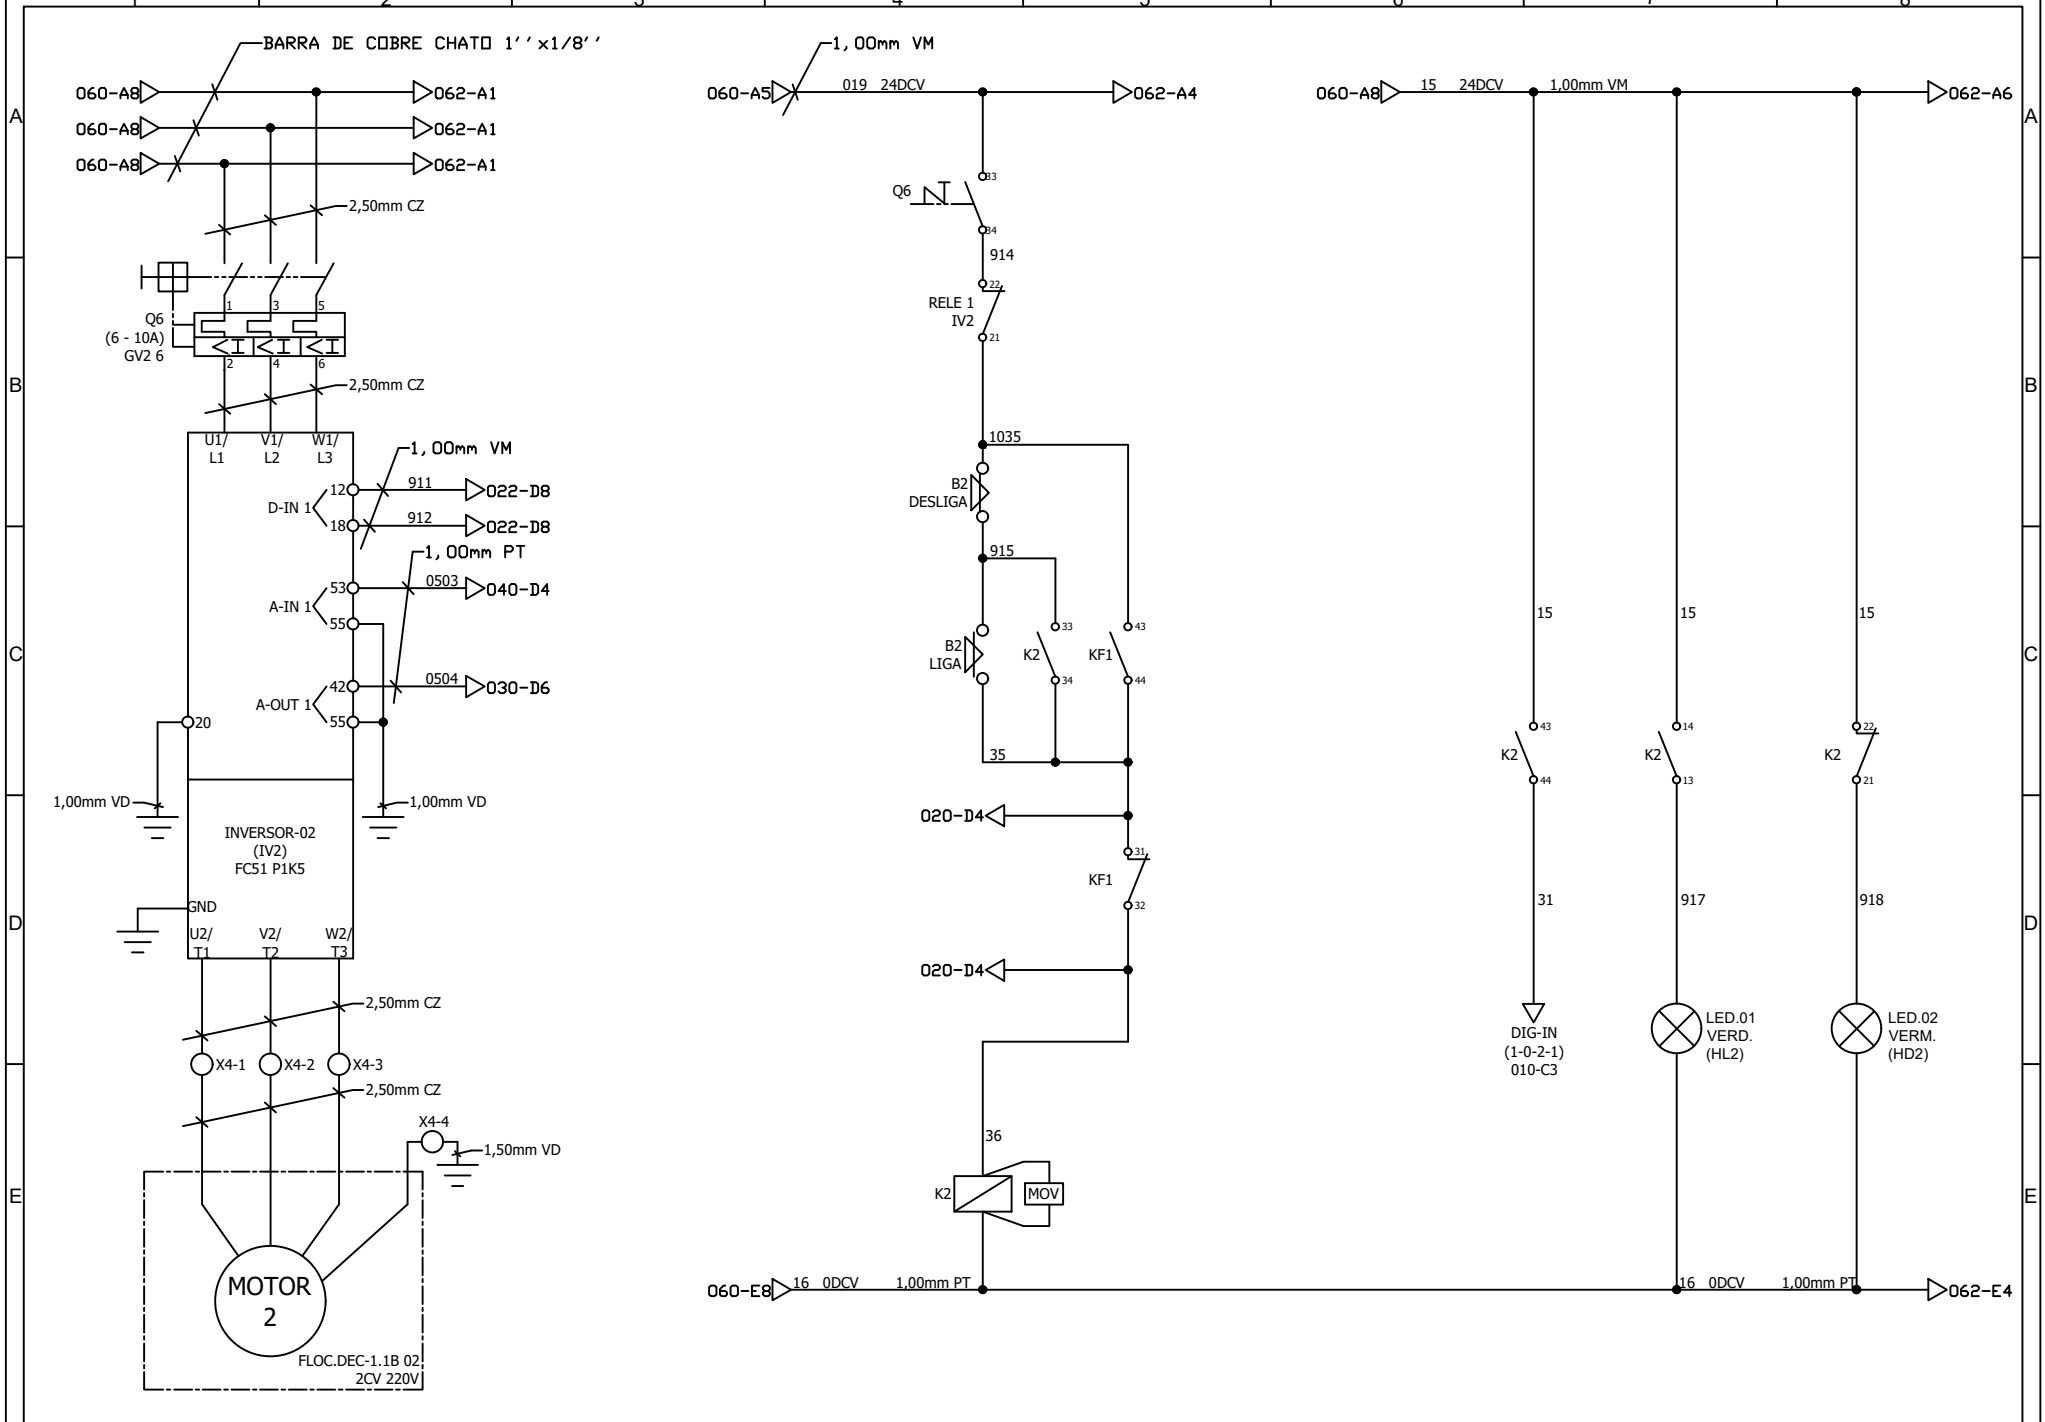 2 3 4 5 6 7 8
A
B
C
D
E
BARRA DE COBRE CHATO 1''x1/8''
060-A8 062-A1
060-A8 062-A1
060-A8 062-A1
2,50mm CZ
1 3 5
Q6
(6 - 10A)
GV2 6
2 4 6
2,50mm CZ
U1/ V1/ W1/
L1 L2 L3
1,00mm VM
D-IN 1
12 911 022-D8
18 912 022-D8
1,00mm PT
A-IN 1
53 0503 040-D4
55
A-OUT 1
42 0504 030-D6
55
20
1,00mm VD
1,00mm VD
INVERSOR-02
(IV2)
FC51 P1K5
GND
U2/ V2/ W2/
T1 T2 T3
2,50mm CZ
X4-1 X4-2 X4-3
2,50mm CZ
X4-4
1,50mm VD
MOTOR
2
FLOC.DEC-1.1B 02
2CV 220V
1,00mm VM
060-A5 019 24DCV 062-A4
33
Q6
34
914
22
RELE 1
IV2
21
1035
B2
DESLIGA
915
B2
LIGA
33
K2
34
43
KF1
44
35
020-D4
31
KF1
32
020-D4
36
K2
MOV
060-E8 16 0DCV 1,00mm PT
16 0DCV 1,00mm PT 062-E4
060-A8 15 24DCV 1,00mm VM 062-A6
15 15 15
43 14 22
K2 K2 K2
44 13 21
31 917 918
DIG-IN
(1-0-2-1)
010-C3
LED.01
VERD.
(HL2)
LED.02
VERM.
(HD2)
A
B
C
D
E